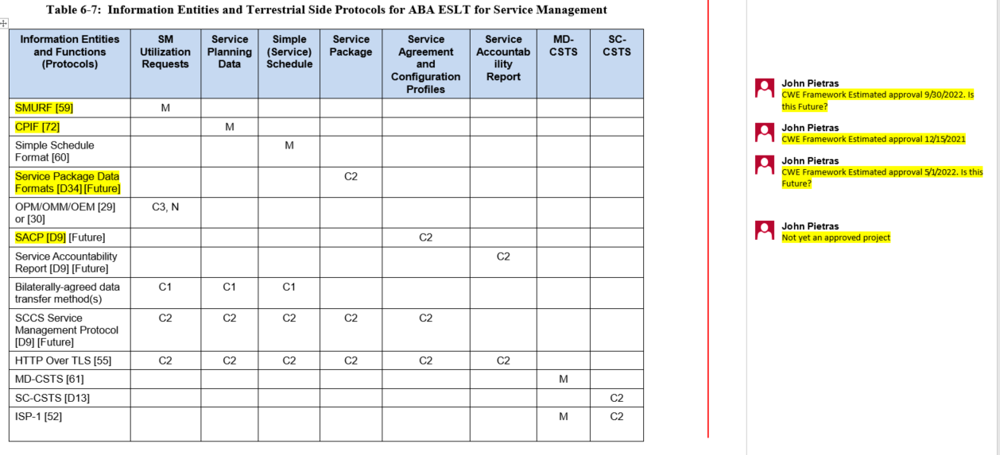 Table 6-7:  Information Entities and Terrestrial Side Protocols for ABA ESLT for Service Management
Information Entities and Functions (Protocols) | SM Utilization Requests | Service Planning Data | Simple (Service) Schedule | Service Package | Service Agreement and Configuration Profiles | Service Accountab ility Report | MD-CSTS | SC-CSTS
SMURF [59] | M
CPIF [72] | M
Simple Schedule
Format [60] | M
Service Package Data
Formats [D34] [Future] | C2
OPM/OMM/OEM [29]
or [30] | C3, N
SACP [D9] [Future] | C2
Service Accountability
Report [D9] [Future] | C2
Bilaterally-agreed data
transfer method(s) | C1 | C1 | C1
SCCS Service
Management Protocol
[D9] [Future] | C2 | C2 | C2 | C2 | C2
HTTP Over TLS [55] | C2 | C2 | C2 | C2 | C2 | C2
MD-CSTS [61] | M
SC-CSTS [D13] | C2
ISP-1 [52] | M | C2
John Pietras
CWE Framework Estimated approval 9/30/2022. Is
this Future?
John Pietras
CWE Framework Estimated approval 12/15/2021
John Pietras
CWE Framework Estimated approval 5/1/2022. Is this
Future?
John Pietras
Not yet an approved project